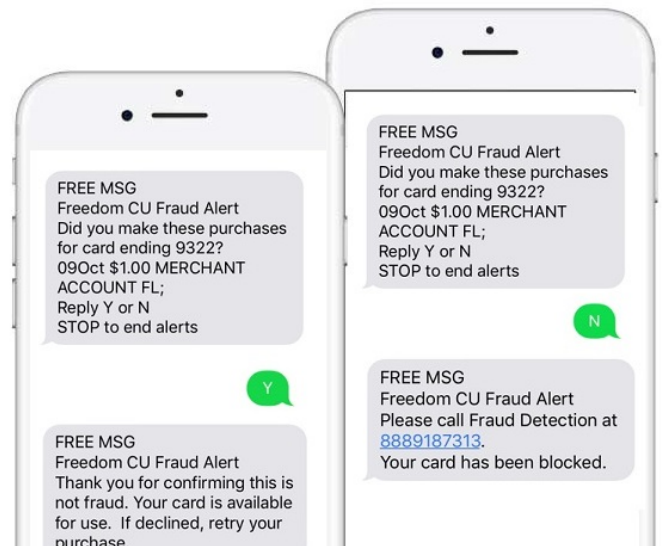 FREE MSG
Freedom CU Fraud Alert
Did you make these purchases
for card ending 9322?
09Oct $1.00 MERCHANT
ACCOUNT FL;
Reply Y or N
STOP to end alerts
Y
FREE MSG
Freedom CU Fraud Alert
Thank you for confirming this is
not fraud. Your card is available
for use.  If declined, retry your
purchase
FREE MSG
Freedom CU Fraud Alert
Did you make these purchases
for card ending 9322?
09Oct $1.00 MERCHANT
ACCOUNT FL;
Reply Y or N
STOP to end alerts
N
FREE MSG
Freedom CU Fraud Alert
Please call Fraud Detection at
8889187313.
Your card has been blocked.